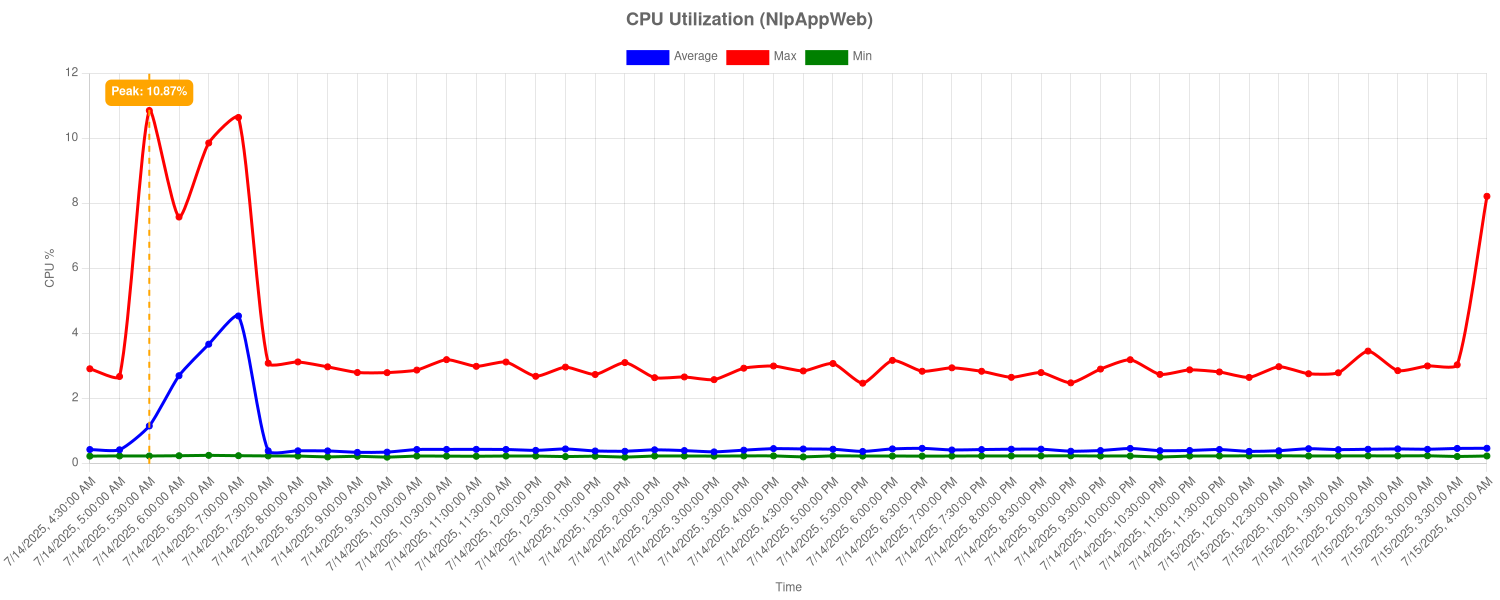 CPU Utilization (NlpAppWeb)
Average Max Min
12
Peak: 10.87%
10
8
6
4
2
0
CPU %
7/14/2025, 4:30:00 AM
7/14/2025, 5:00:00 AM
7/14/2025, 5:30:00 AM
7/14/2025, 6:00:00 AM
7/14/2025, 6:30:00 AM
7/14/2025, 7:00:00 AM
7/14/2025, 7:30:00 AM
7/14/2025, 8:00:00 AM
7/14/2025, 8:30:00 AM
7/14/2025, 9:00:00 AM
7/14/2025, 9:30:00 AM
7/14/2025, 10:00:00 AM
7/14/2025, 10:30:00 AM
7/14/2025, 11:00:00 AM
7/14/2025, 11:30:00 AM
7/14/2025, 12:00:00 PM
7/14/2025, 12:30:00 PM
7/14/2025, 1:00:00 PM
7/14/2025, 1:30:00 PM
7/14/2025, 2:00:00 PM
7/14/2025, 2:30:00 PM
7/14/2025, 3:00:00 PM
7/14/2025, 3:30:00 PM
7/14/2025, 4:00:00 PM
7/14/2025, 4:30:00 PM
7/14/2025, 5:00:00 PM
7/14/2025, 5:30:00 PM
7/14/2025, 6:00:00 PM
7/14/2025, 6:30:00 PM
7/14/2025, 7:00:00 PM
7/14/2025, 7:30:00 PM
7/14/2025, 8:00:00 PM
7/14/2025, 8:30:00 PM
7/14/2025, 9:00:00 PM
7/14/2025, 9:30:00 PM
7/14/2025, 10:00:00 PM
7/14/2025, 10:30:00 PM
7/14/2025, 11:00:00 PM
7/14/2025, 11:30:00 PM
7/15/2025, 12:00:00 AM
7/15/2025, 12:30:00 AM
7/15/2025, 1:00:00 AM
7/15/2025, 1:30:00 AM
7/15/2025, 2:00:00 AM
7/15/2025, 2:30:00 AM
7/15/2025, 3:00:00 AM
7/15/2025, 3:30:00 AM
7/15/2025, 4:00:00 AM
Time